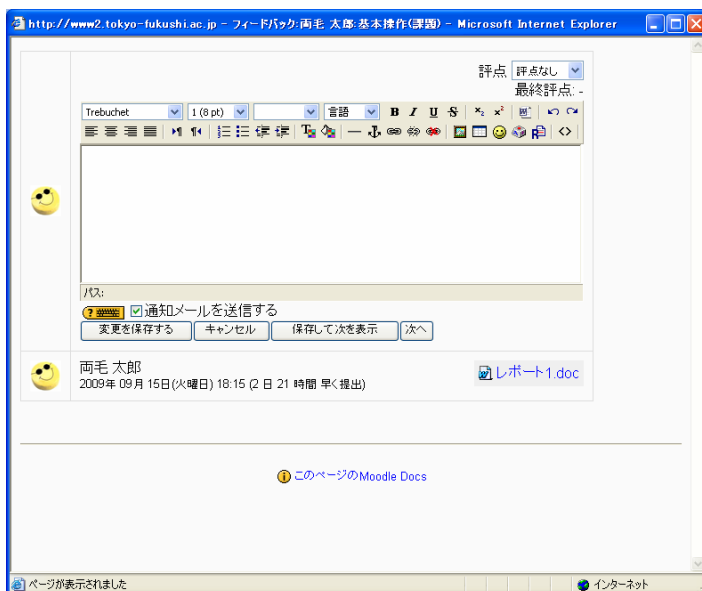 http://www2.tokyo-fukushi.ac.jp - フィードバック:両毛 太郎:基本操作(課題) - Microsoft Internet Explorer
評点 評点なし
最終評点: -
Trebuchet 1 (8 pt) 言語 B I U S x₂ x²
パス:
? 通知メールを送信する
変更を保存する キャンセル 保存して次を表示 次へ
両毛 太郎
2009年 09月 15日(火曜日) 18:15 (2 日 21 時間 早く提出)
レポート1.doc
このページのMoodle Docs
ページが表示されました インターネット